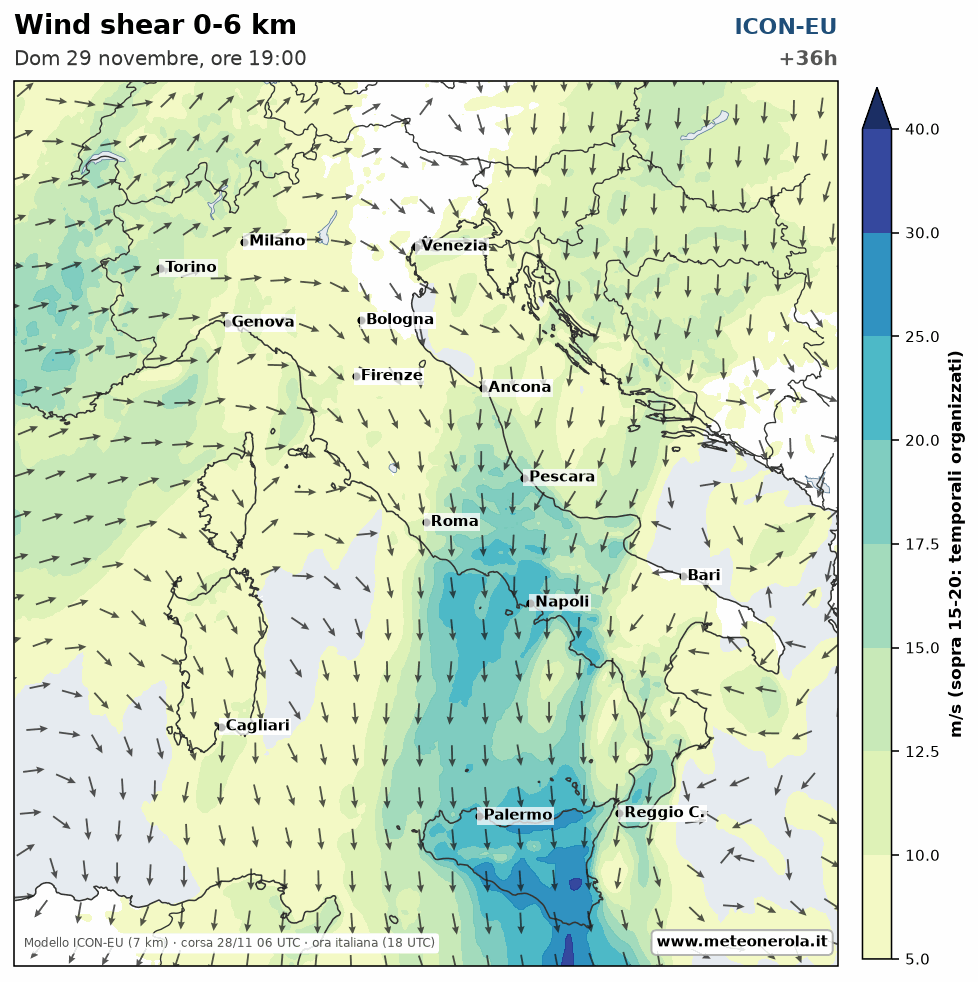 Wind shear 0-6 km
ICON-EU
Dom 29 novembre, ore 19:00
+36h
Milano
Venezia
Torino
Genova
Bologna
Firenze
Ancona
Pescara
Roma
Bari
Napoli
Cagliari
Palermo
Reggio C.
40.0
30.0
25.0
20.0
17.5
15.0
12.5
10.0
5.0
m/s (sopra 15-20: temporali organizzati)
Modello ICON-EU (7 km) · corsa 28/11 06 UTC · ora italiana (18 UTC)
www.meteonerola.it